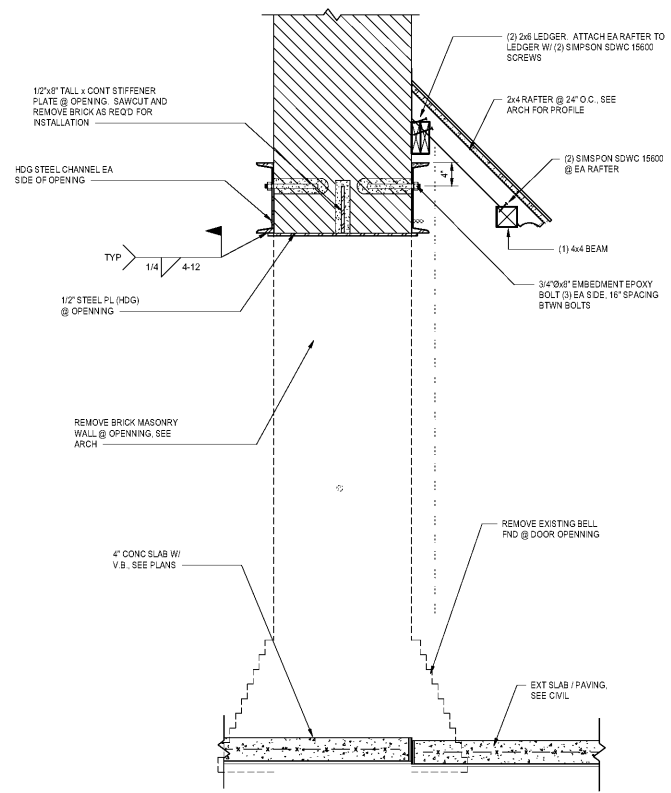 (2) 2x6 LEDGER. ATTACH EA RAFTER TO
LEDGER W/ (2) SIMPSON SDWC 15600
SCREWS
1/2"x8" TALL x CONT STIFFENER
PLATE @ OPENING. SAWCUT AND
REMOVE BRICK AS REQ'D FOR
INSTALLATION
2x4 RAFTER @ 24" O.C., SEE
ARCH FOR PROFILE
HDG STEEL CHANNEL EA
SIDE OF OPENING
(2) SIMSPON SDWC 15600
@ EA RAFTER
4"
(1) 4x4 BEAM
TYP
1/4
4-12
1/2" STEEL PL (HDG)
@ OPENNING
3/4"Øx8" EMBEDMENT EPOXY
BOLT (3) EA SIDE, 16" SPACING
BTWN BOLTS
REMOVE BRICK MASONRY
WALL @ OPENING, SEE
ARCH
REMOVE EXISTING BELL
FND @ DOOR OPENNING
4" CONC SLAB W/
V.B., SEE PLANS
EXT SLAB / PAVING,
SEE CIVIL